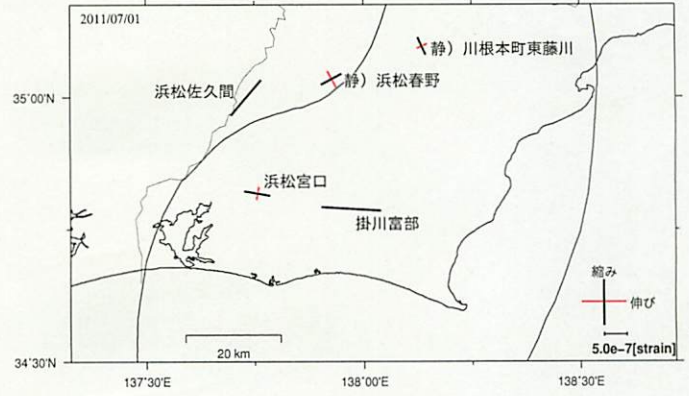 2011/07/01
静）川根本町東藤川
静）浜松春野
浜松佐久間
35°00'N
浜松宮口
掛川富部
縮み
伸び
5.0e-7[strain]
20 km
34°30'N
137°30'E
138°00'E
138°30'E